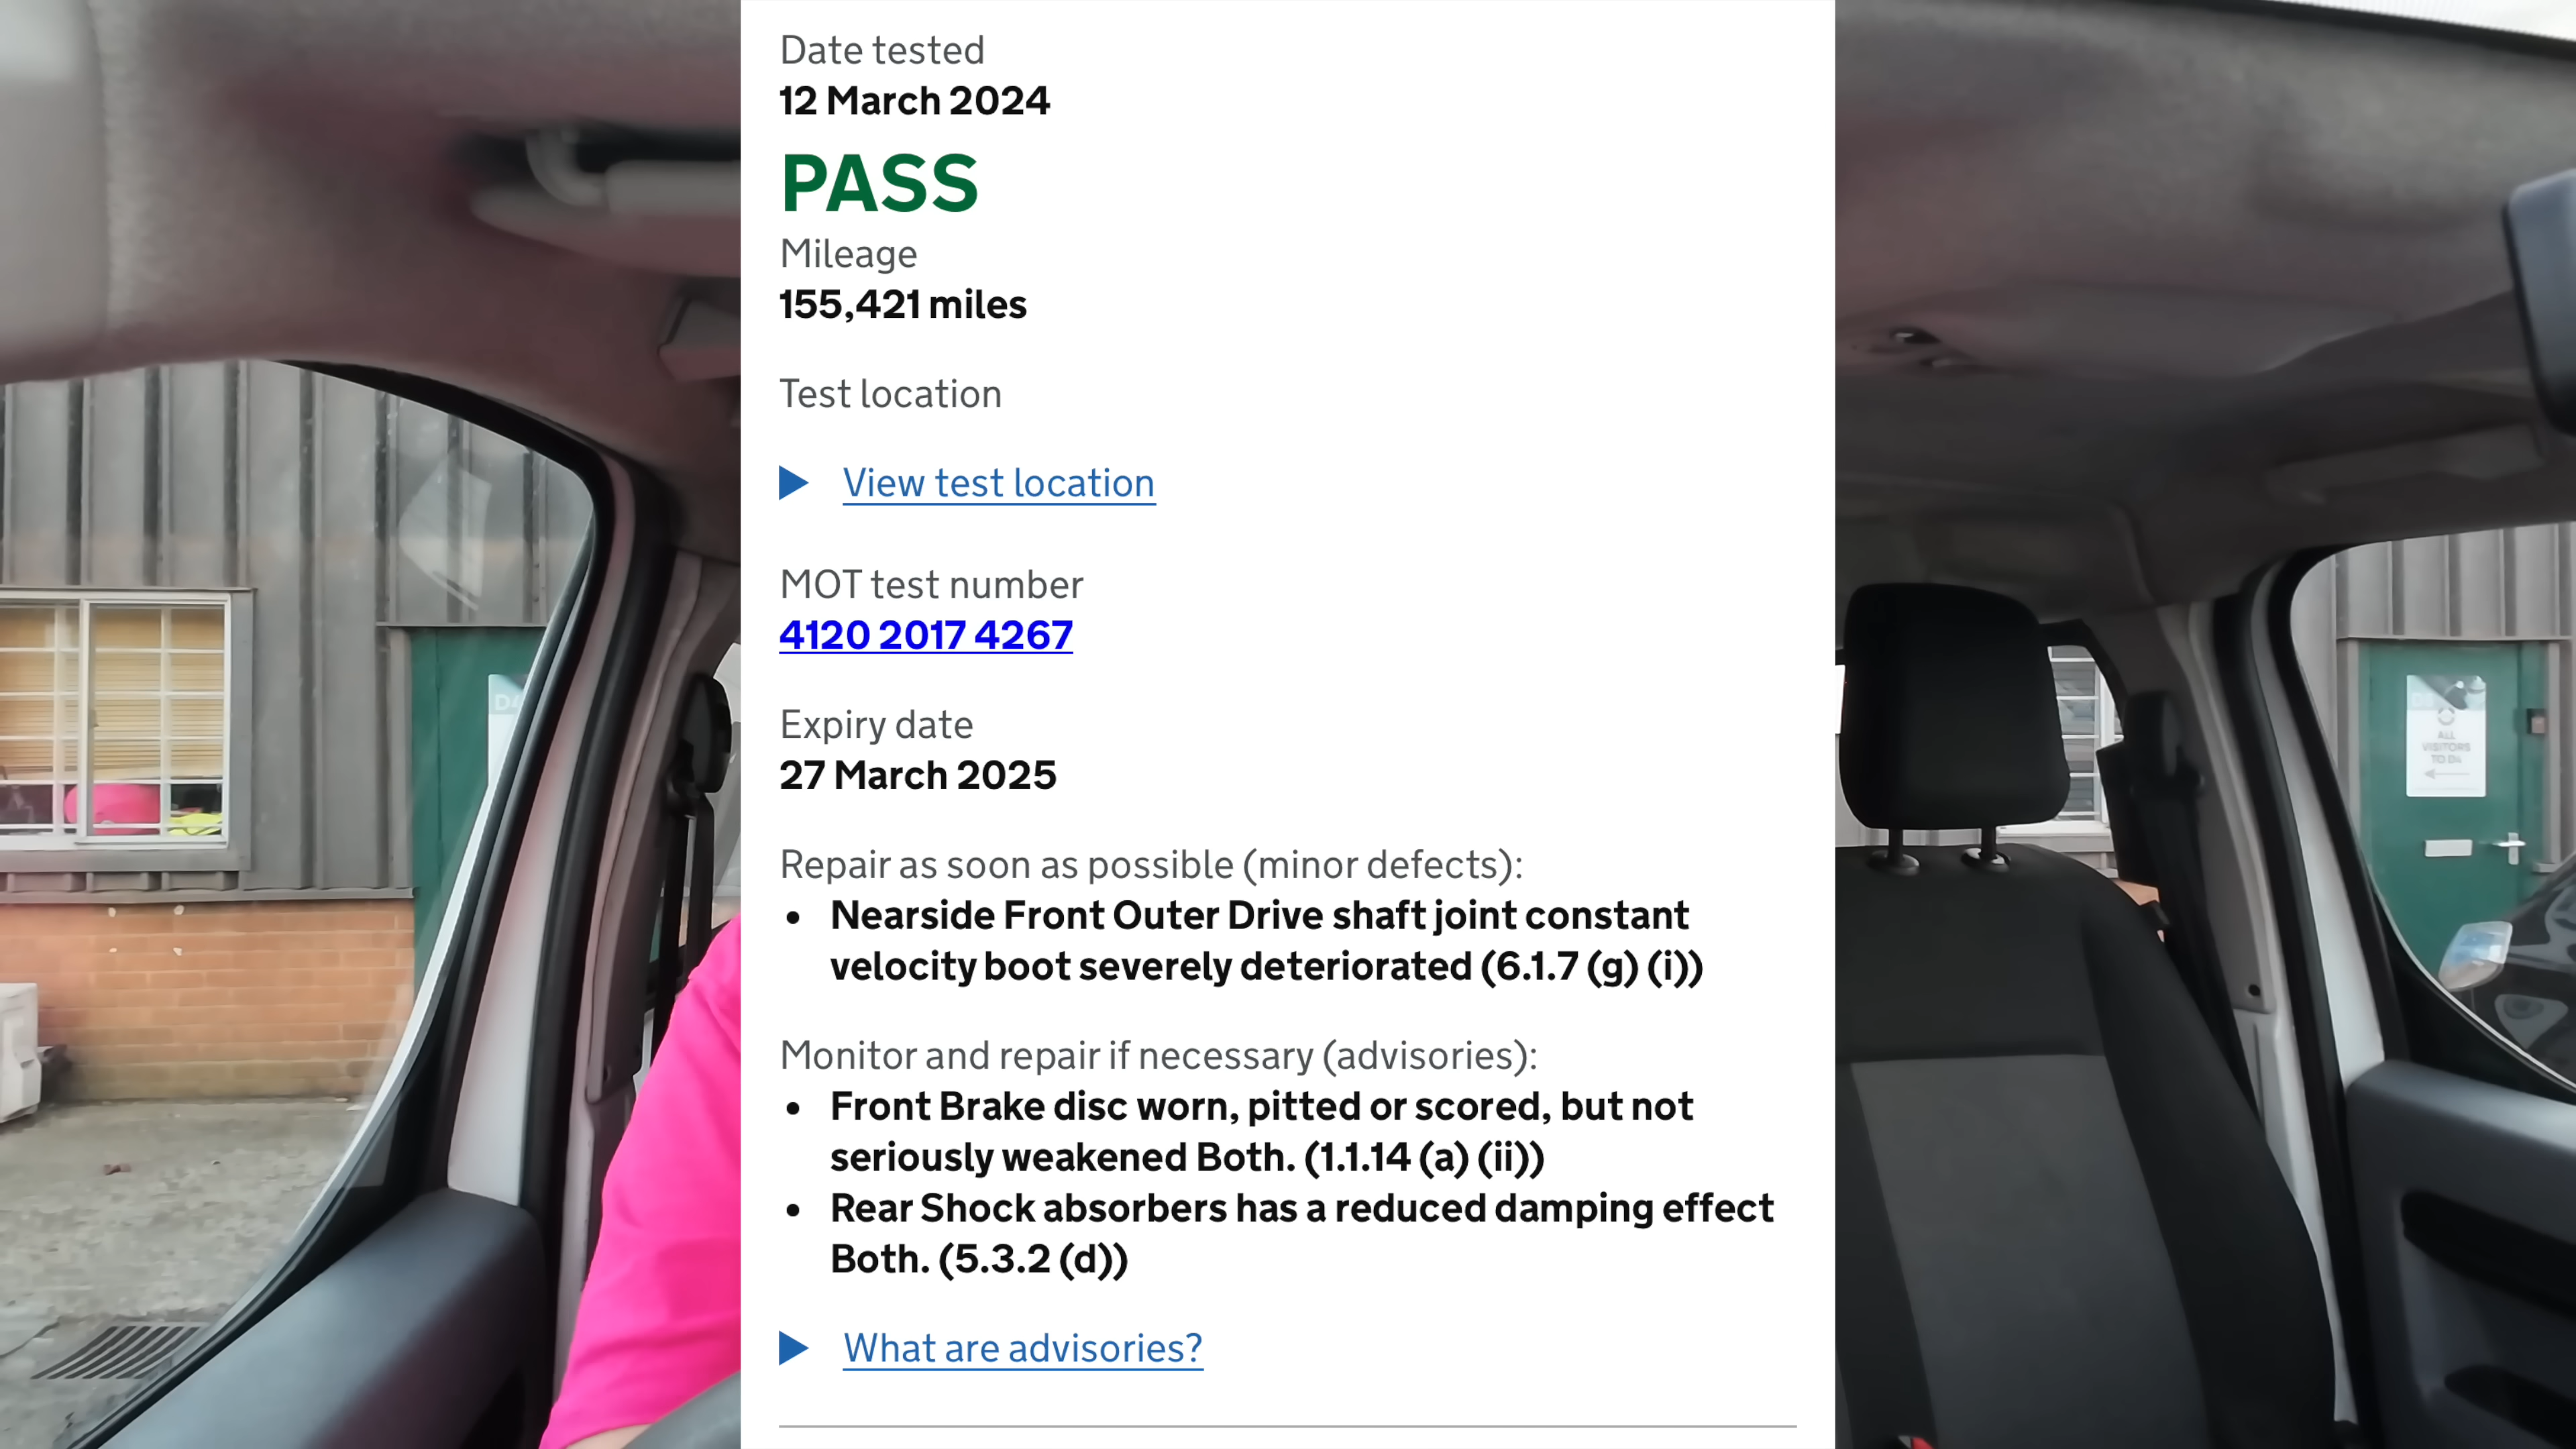 Date tested
12 March 2024
PASS
Mileage
155,421 miles
Test location
View test location
MOT test number
4120 2017 4267
Expiry date
27 March 2025
Repair as soon as possible (minor defects):
• Nearside Front Outer Drive shaft joint constant
velocity boot severely deteriorated (6.1.7 (g) (i))
Monitor and repair if necessary (advisories):
• Front Brake disc worn, pitted or scored, but not
seriously weakened Both. (1.1.14 (a) (ii))
• Rear Shock absorbers has a reduced damping effect
Both. (5.3.2 (d))
What are advisories?
ALL
VISITORS
TO D4